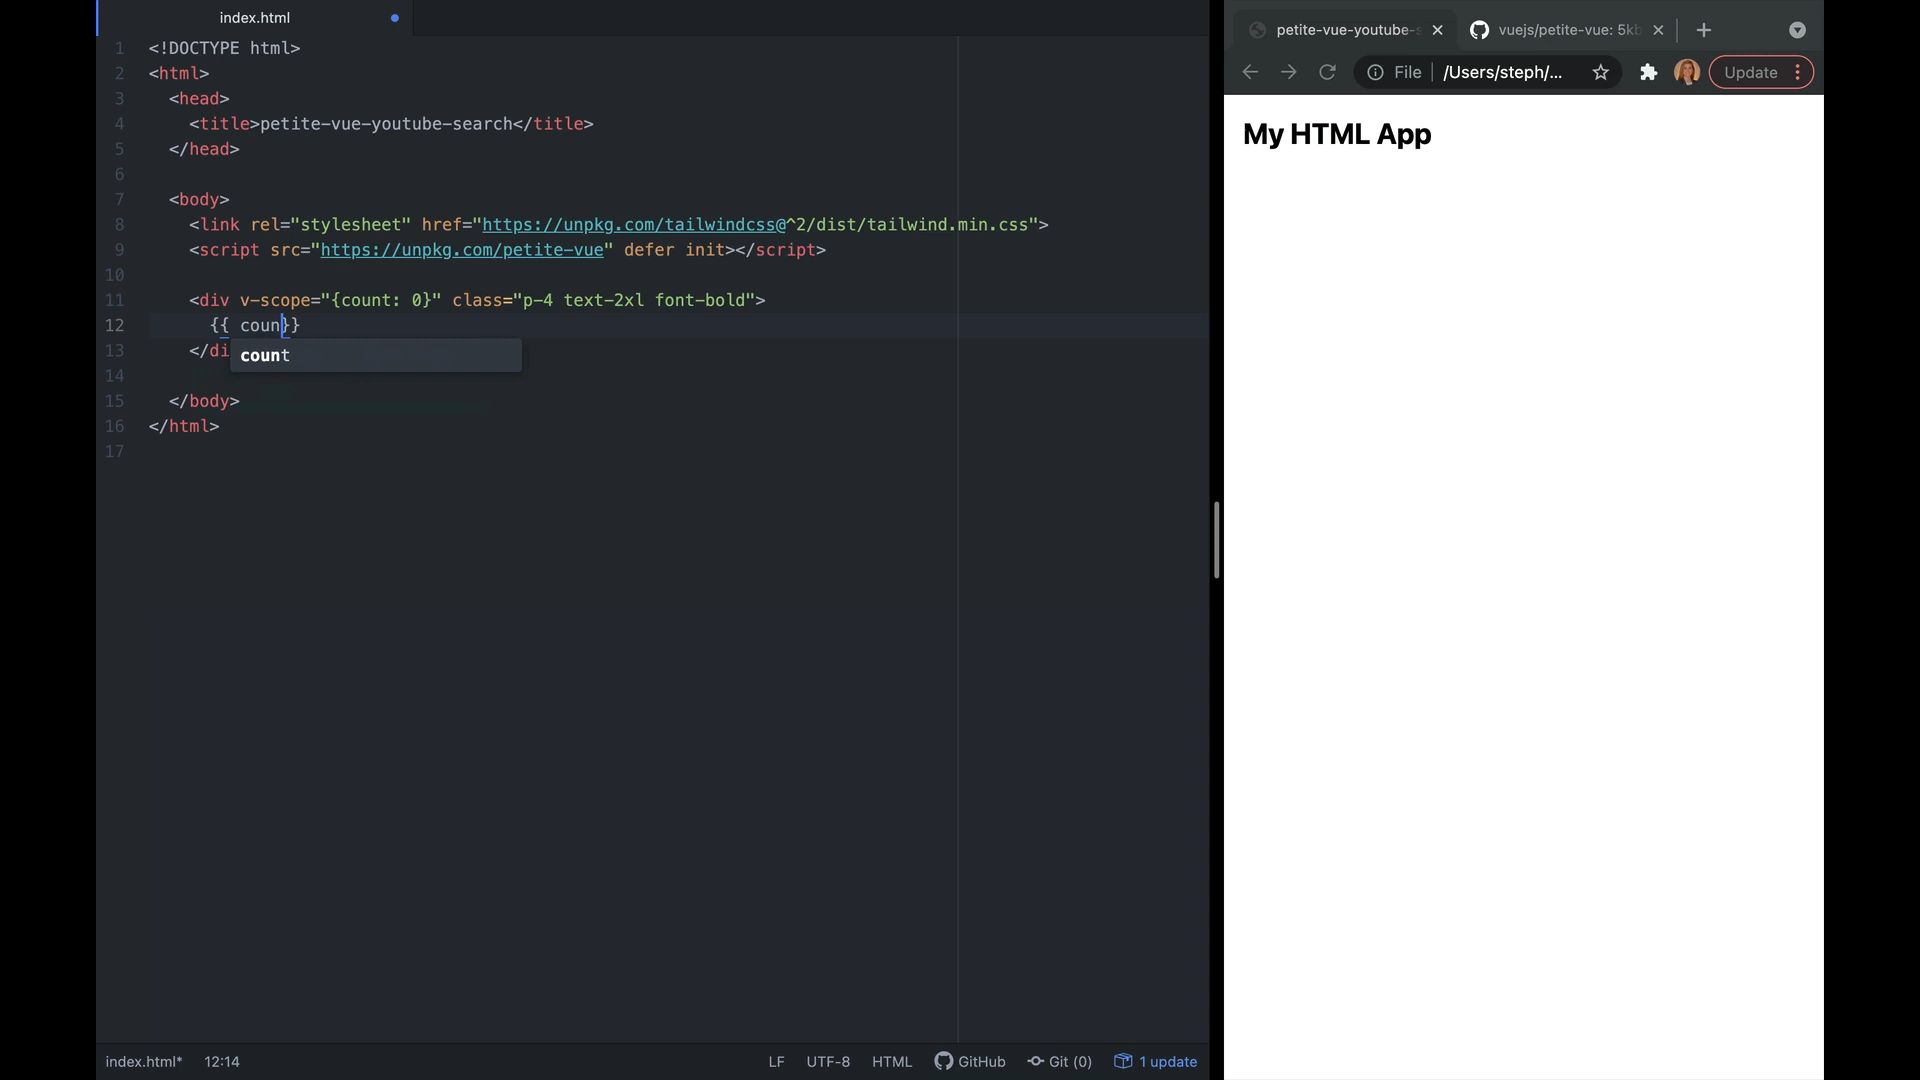 index.html
1 <!DOCTYPE html>
2 <html>
3 <head>
4 <title>petite-vue-youtube-search</title>
5 </head>
6
7 <body>
8 <link rel="stylesheet" href="https://unpkg.com/tailwindcss@^2/dist/tailwind.min.css">
9 <script src="https://unpkg.com/petite-vue" defer init></script>
10
11 <div v-scope="{count: 0}" class="p-4 text-2xl font-bold">
12 {{ coun}}
count
13 </di
14
15 </body>
16 </html>
17
index.html* 12:14 LF UTF-8 HTML GitHub Git (0) 1 update
petite-vue-youtube-s vuejs/petite-vue: 5kb
File /Users/steph/... Update
My HTML App